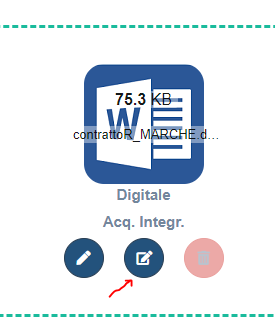 75.3 KB
W
contrattoR_MARCHE.d...
Digitale
Acq. Integr.